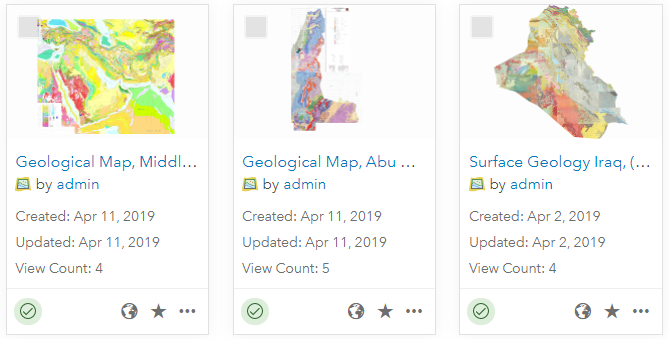 Geological Map, Middl...
by admin
Created: Apr 11, 2019
Updated: Apr 11, 2019
View Count: 4
Geological Map, Abu ...
by admin
Created: Apr 11, 2019
Updated: Apr 11, 2019
View Count: 5
Surface Geology Iraq, (...
by admin
Created: Apr 2, 2019
Updated: Apr 2, 2019
View Count: 4